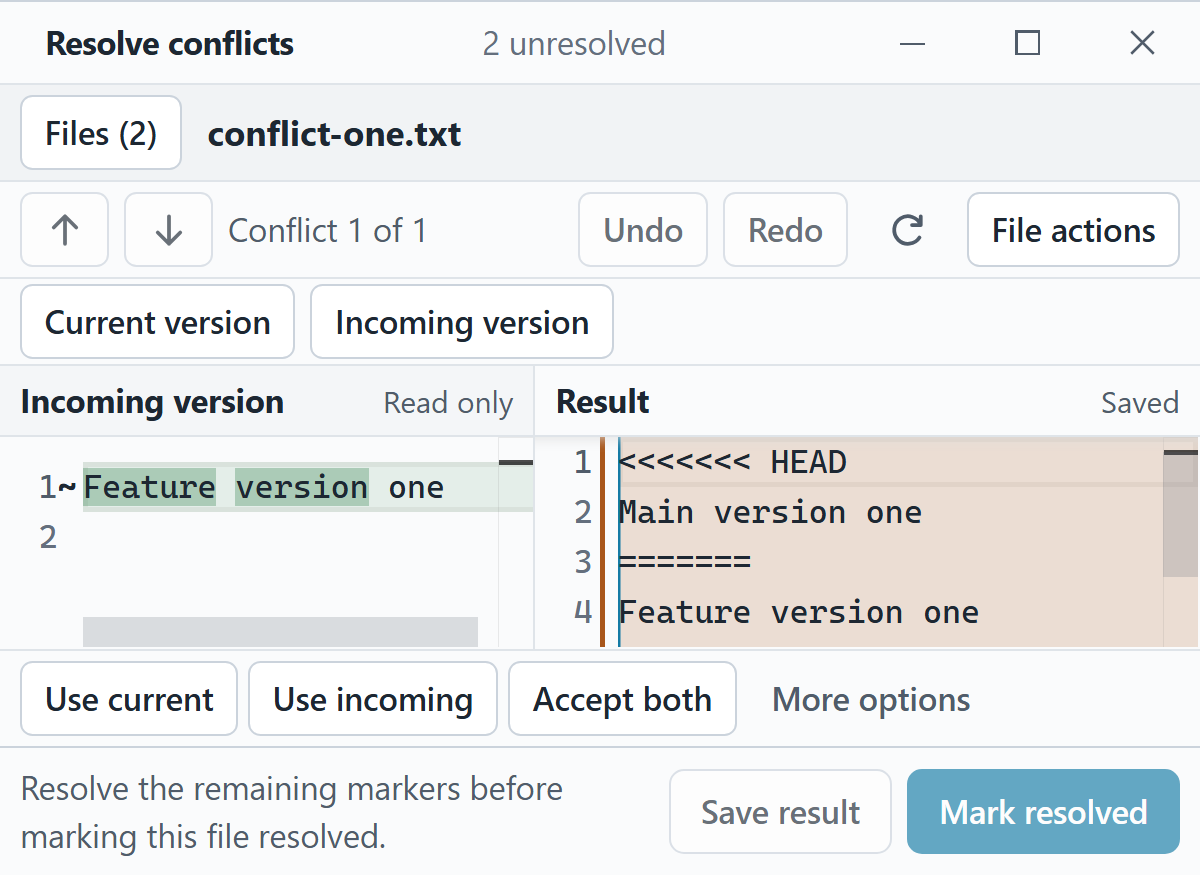 Resolve conflicts 2 unresolved
Files (2) conflict-one.txt
Conflict 1 of 1 Undo Redo File actions
Current version Incoming version
Incoming version Read only
1~ Feature version one
2
Result Saved
1 <<<<<<< HEAD
2 Main version one
3 =======
4 Feature version one
Use current Use incoming Accept both More options
Resolve the remaining markers before
marking this file resolved.
Save result Mark resolved